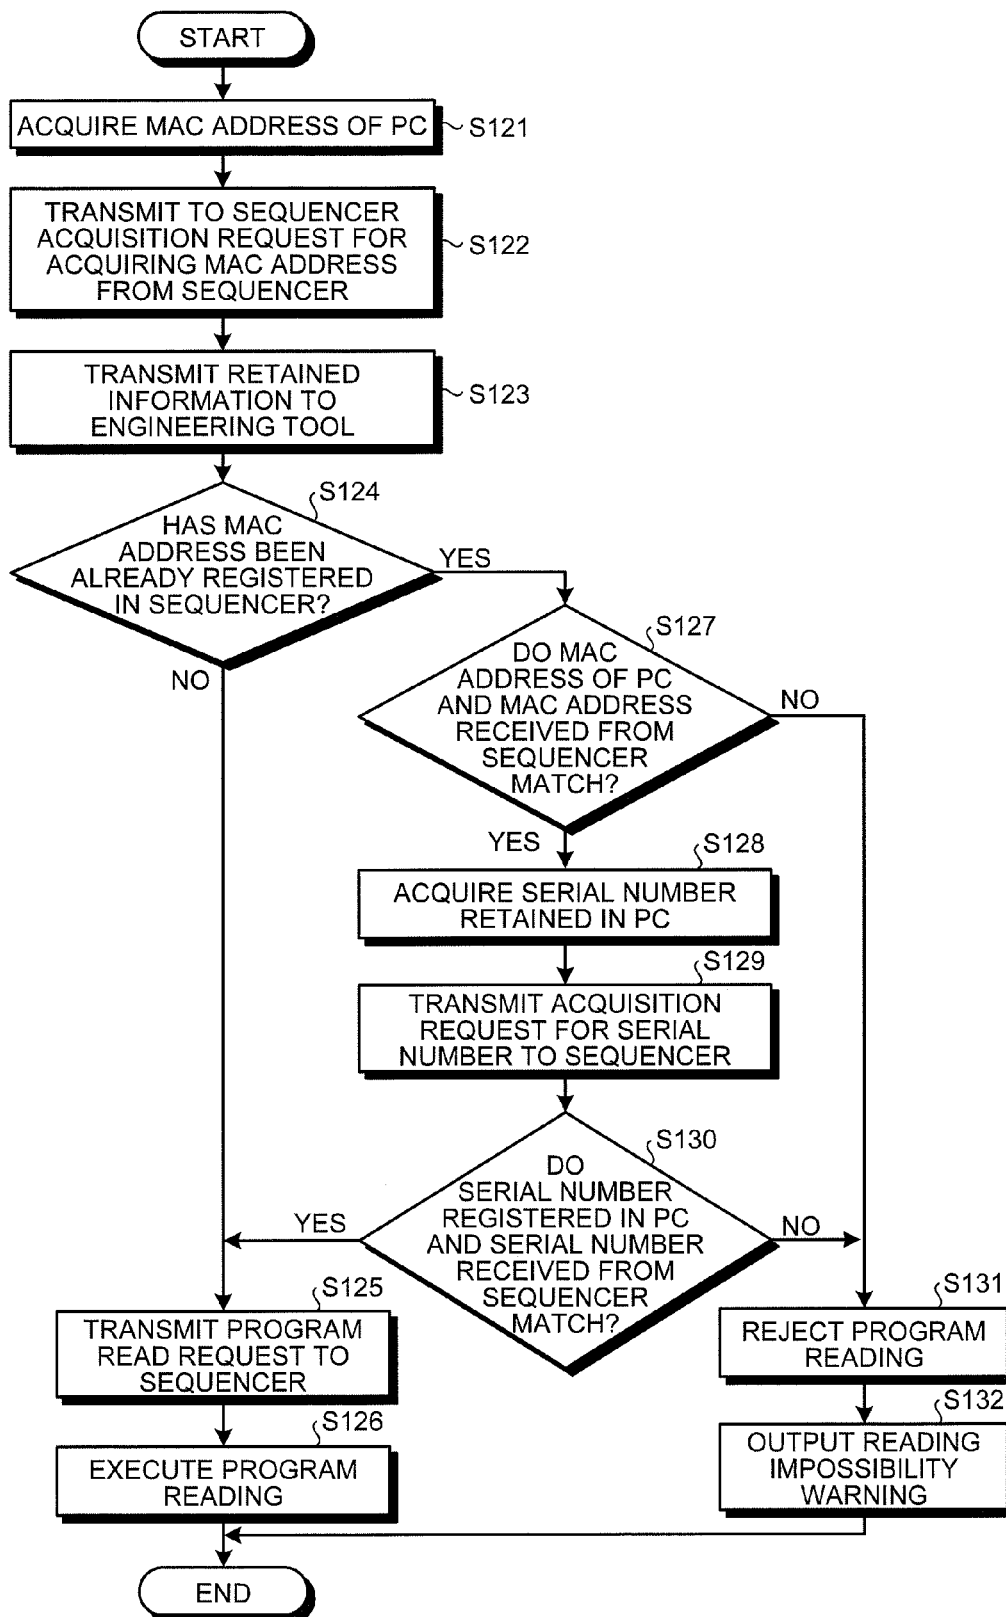 START
ACQUIRE MAC ADDRESS OF PC
S121
TRANSMIT TO SEQUENCER
ACQUISITION REQUEST FOR
ACQUIRING MAC ADDRESS
FROM SEQUENCER
S122
TRANSMIT RETAINED
INFORMATION TO
ENGINEERING TOOL
S123
S124
HAS MAC
ADDRESS BEEN
ALREADY REGISTERED
IN SEQUENCER?
YES
NO
S127
DO MAC
ADDRESS OF PC
AND MAC ADDRESS
RECEIVED FROM
SEQUENCER
MATCH?
NO
YES
S128
ACQUIRE SERIAL NUMBER
RETAINED IN PC
S129
TRANSMIT ACQUISITION
REQUEST FOR SERIAL
NUMBER TO SEQUENCER
S130
DO
SERIAL NUMBER
REGISTERED IN PC
AND SERIAL NUMBER
RECEIVED FROM
SEQUENCER
MATCH?
YES
NO
S125
TRANSMIT PROGRAM
READ REQUEST TO
SEQUENCER
S126
EXECUTE PROGRAM
READING
S131
REJECT PROGRAM
READING
S132
OUTPUT READING
IMPOSSIBILITY
WARNING
END